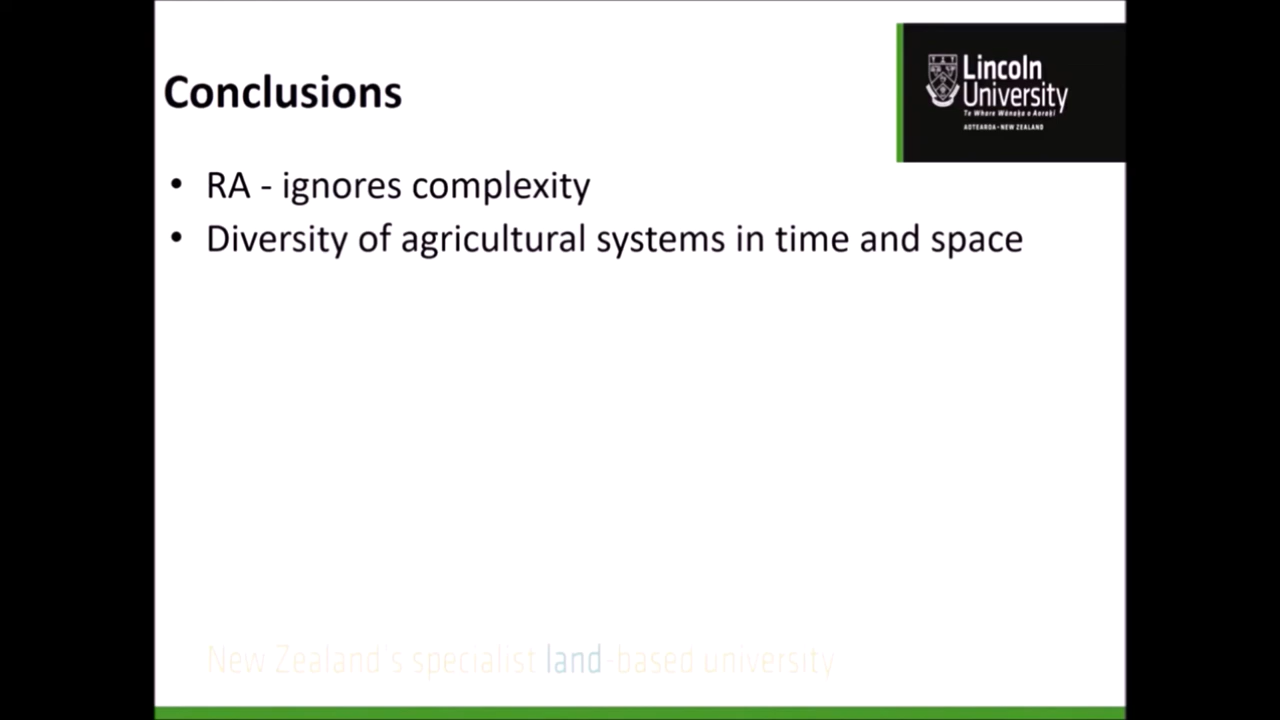 Lincoln
University
Te Whare Wānaka o Aoraki
AOTEAROA • NEW ZEALAND
Conclusions
• RA - ignores complexity
• Diversity of agricultural systems in time and space
New Zealand's specialist land-based university